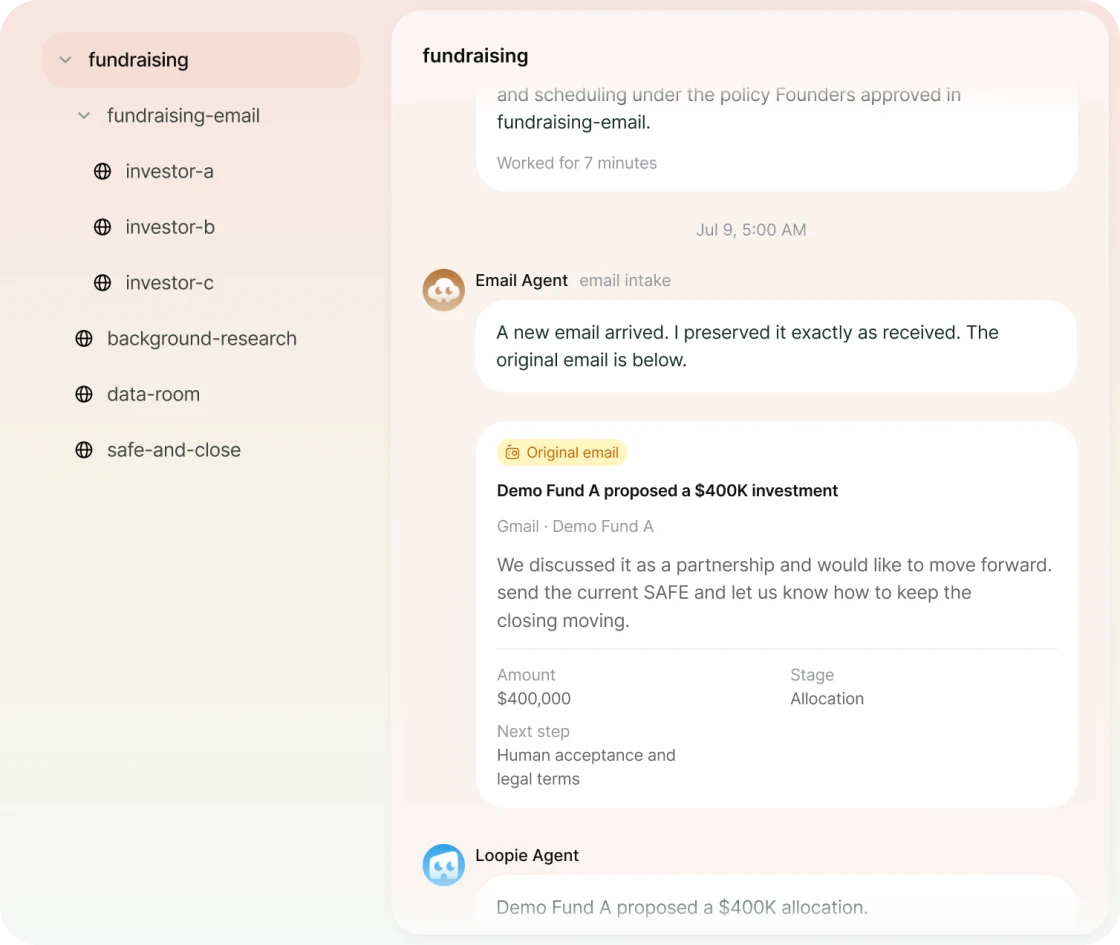 fundraising
fundraising-email
investor-a
investor-b
investor-c
background-research
data-room
safe-and-close
fundraising
and scheduling under the policy Founders approved in
fundraising-email.
Worked for 7 minutes
Jul 9, 5:00 AM
Email Agent email intake
A new email arrived. I preserved it exactly as received. The
original email is below.
Original email
Demo Fund A proposed a $400K investment
Gmail · Demo Fund A
We discussed it as a partnership and would like to move forward.
send the current SAFE and let us know how to keep the
closing moving.
Amount
$400,000
Stage
Allocation
Next step
Human acceptance and
legal terms
Loopie Agent
Demo Fund A proposed a $400K allocation.